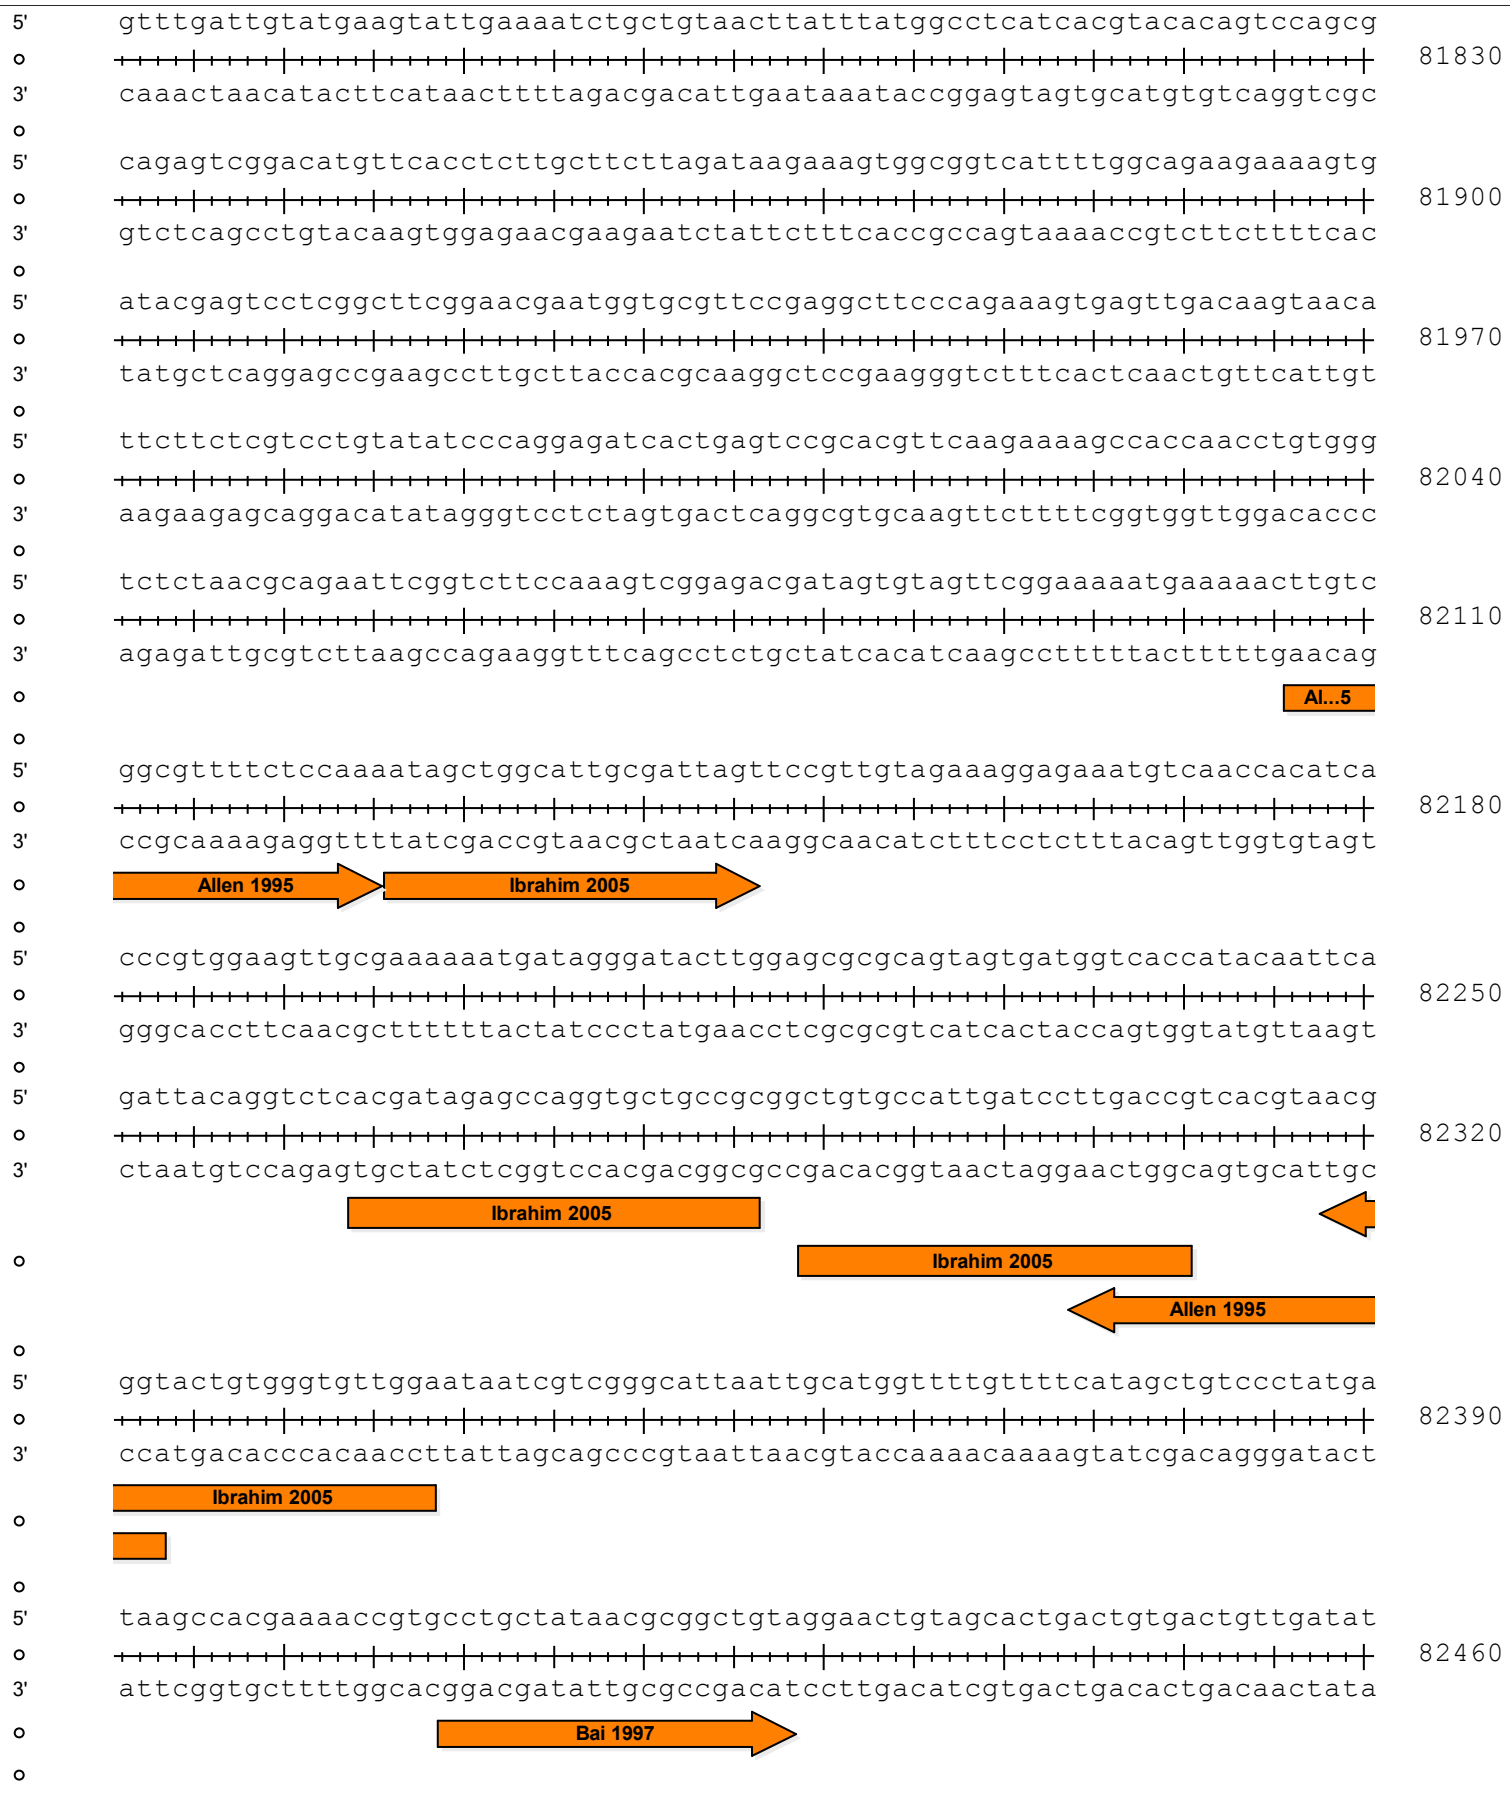 5' gtttgattgtatgaagtattgaaaatctgctgtaacttatttatggcctcatcacgtacacagtccagcg
81830
3' caaactaacatacttcataacttttagacgacattgaataaataccggagtagtgcatgtgtcaggtcgc
5' cagagtcggacatgttcacctcttgcttcttagataagaaagtggcggtcattttggcagaagaaaagtg
81900
3' gtctcagcctgtacaagtggagaacgaagaatctattctttcaccgccagtaaaaccgtcttcttttcac
5' atacgagtcctcggcttcggaacgaatggtgcgttccgaggcttcccagaaagtgagttgacaagtaaca
81970
3' tatgctcaggagccgaagccttgcttaccacgcaaggctccgaagggtctttcactcaactgttcattgt
5' ttcttctcgtcctgtatatcccaggagatcactgagtccgcacgttcaagaaaagccaccaacctgtggg
82040
3' aagaagagcaggacatatagggtcctctagtgactcaggcgtgcaagttcttttcggtggttggacaccc
5' tctctaacgcagaattcggtcttccaaagtcggagacgatagtgtagttcggaaaaatgaaaaacttgtc
82110
3' agagattgcgtcttaagccagaaggtttcagcctctgctatcacatcaagcctttttactttttgaacag
Al...5
5' ggcgttttctccaaaatagctggcattgcgattagttccgttgtagaaaggagaaatgtcaaccacatca
82180
3' ccgcaaaagaggttttatcgaccgtaacgctaatcaaggcaacatctttcctctttacagttggtgtagt
Allen 1995 Ibrahim 2005
5' cccgtggaagttgcgaaaaaatgatagggatacttggagcgcgcagtagtgatggtcaccatacaattca
82250
3' gggcaccttcaacgcttttttactatccctatgaacctcgcgcgtcatcactaccagtggtatgttaagt
5' gattacaggtctcacgatagagccaggtgctgccgcggctgtgccattgatccttgaccgtcacgtaacg
82320
3' ctaatgtccagagtgctatctcggtccacgacggcgccgacacggtaactaggaactggcagtgcattgc
Ibrahim 2005
Ibrahim 2005
Allen 1995
5' ggtactgtgggtgttggaataatcgtcgggcattaattgcatggttttgttttcatagctgtccctatga
82390
3' ccatgacacccacaaccttattagcagcccgtaattaacgtaccaaaacaaaagtatcgacagggatact
Ibrahim 2005
5' taagccacgaaaaccgtgcctgctataacgcggctgtaggaactgtagcactgactgtgactgttgatat
82460
3' attcggtgcttttggcacggacgatattgcgccgacatccttgacatcgtgactgacactgacaactata
Bai 1997